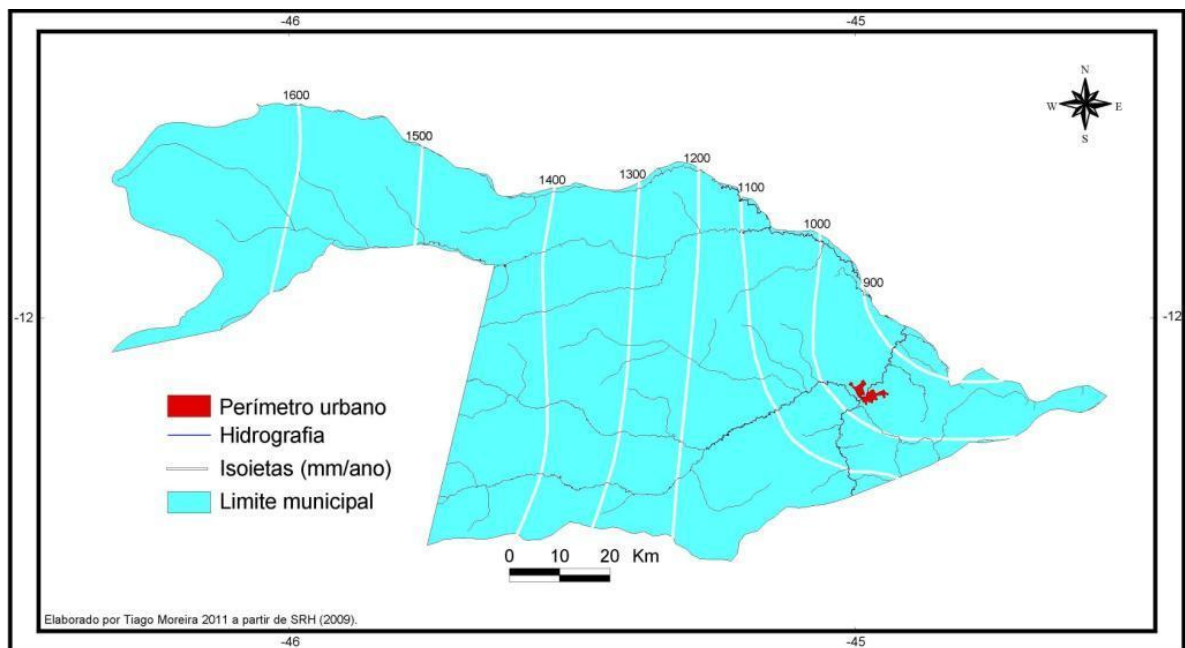 -46 -45
N
W E
S
1600
1500
1400 1300 1200
1100
1000
900
-12 -12
Perímetro urbano
Hidrografia
Isoietas (mm/ano)
Limite municipal
0 10 20 Km
Elaborado por Tiago Moreira 2011 a partir de SRH (2009).
-46 -45